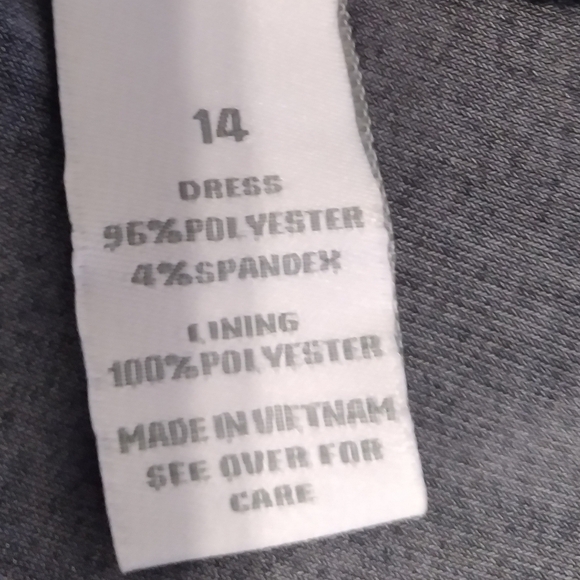 14
DRESS
96%POLYESTER
4%SPANDEX
LINING
100%POLYESTER
MADE IN VIETNAM
SEE OVER FOR
CARE